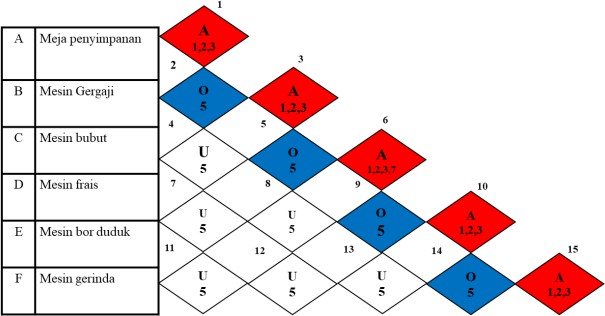 1
A Meja penyimpanan
A
1,2,3
2
3
B Mesin Gergaji
O
5
A
1,2,3
4
5
6
C Mesin bubut
U
5
O
5
A
1,2,3,7
7
8
9
10
D Mesin frais
U
5
U
5
O
5
A
1,2,3
11
12
13
14
15
E Mesin bor duduk
F Mesin gerinda
U
5
U
5
U
5
O
5
A
1,2,3